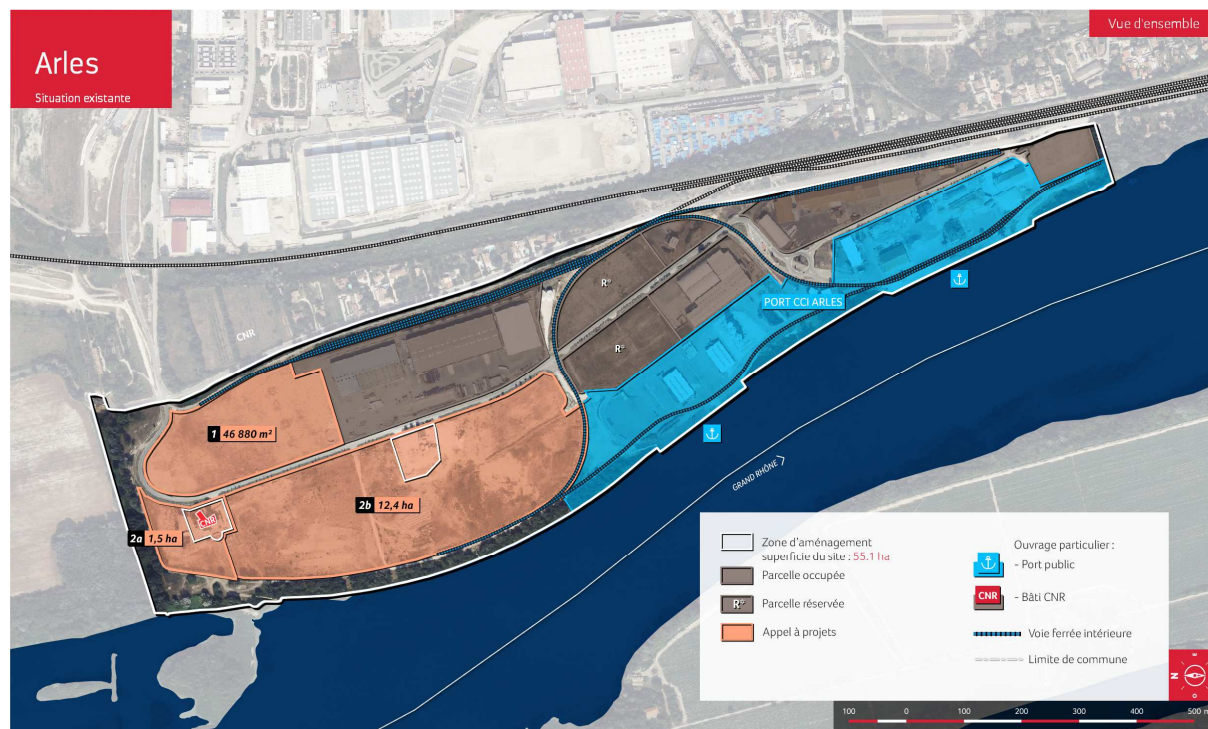 Arles
Situation existante
Vue d'ensemble
R*
PORT CCI ARLES
CNR
R*
1 46 880 m²
GRAND RHÔNE
2b 12,4 ha
CNR
2a 1,5 ha
Zone d'aménagement
superficie du site : 55.1 ha
Parcelle occupée
R* Parcelle réservée
Appel à projets
Ouvrage particulier :
- Port public
CNR - Bâti CNR
Voie ferrée intérieure
Limite de commune
N
100 0 100 200 300 400 500 m